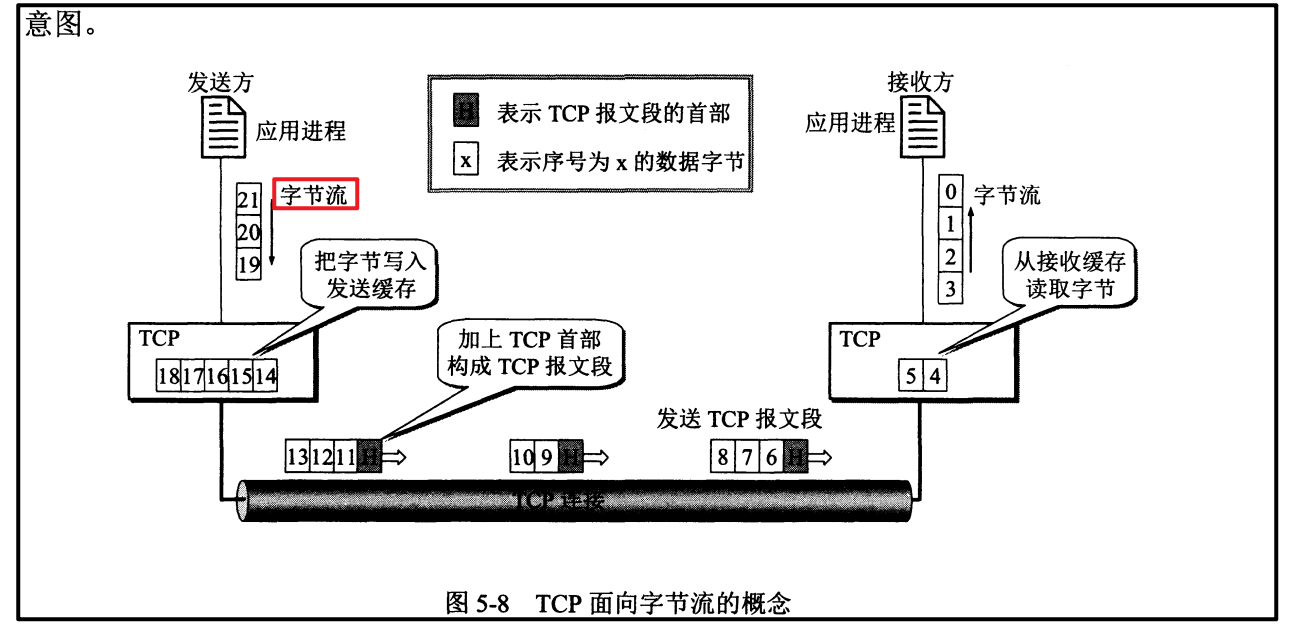 意图。
发送方
接收方
H 表示 TCP 报文段的首部
x 表示序号为 x 的数据字节
应用进程
应用进程
21
20
19
字节流
0
1
2
3
字节流
把字节写入
发送缓存
从接收缓存
读取字节
TCP
18 17 16 15 14
加上 TCP 首部
构成 TCP 报文段
TCP
5 4
发送 TCP 报文段
13 12 11 H
10 9 H
8 7 6 H
TCP 连接
图 5-8 TCP 面向字节流的概念